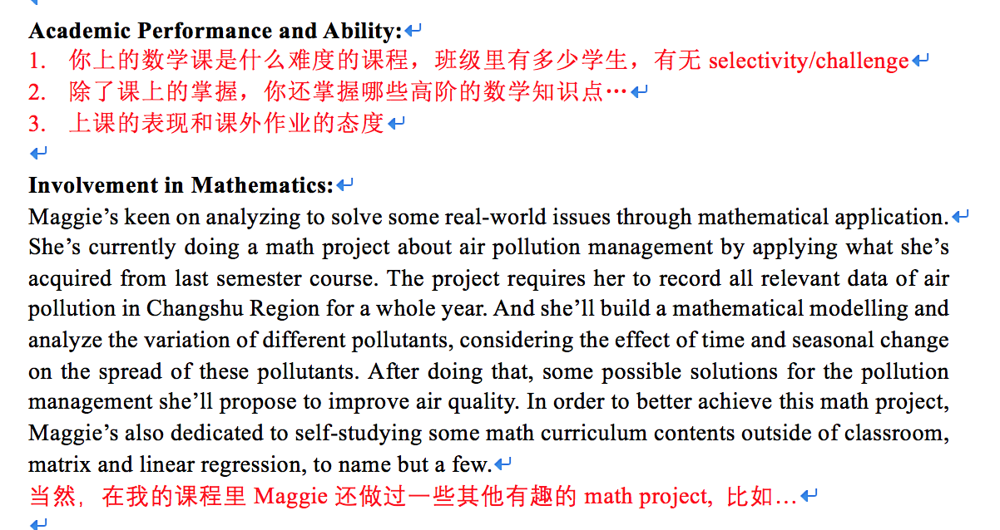 Academic Performance and Ability:
1. 你上的数学课是什么难度的课程，班级里有多少学生，有无 selectivity/challenge
2. 除了课上的掌握，你还掌握哪些高阶的数学知识点…
3. 上课的表现和课外作业的态度
Involvement in Mathematics:
Maggie’s keen on analyzing to solve some real-world issues through mathematical application.
She’s currently doing a math project about air pollution management by applying what she’s
acquired from last semester course. The project requires her to record all relevant data of air
pollution in Changshu Region for a whole year. And she’ll build a mathematical modelling and
analyze the variation of different pollutants, considering the effect of time and seasonal change
on the spread of these pollutants. After doing that, some possible solutions for the pollution
management she’ll propose to improve air quality. In order to better achieve this math project,
Maggie’s also dedicated to self-studying some math curriculum contents outside of classroom,
matrix and linear regression, to name but a few.
当然，在我的课程里 Maggie 还做过一些其他有趣的 math project, 比如…